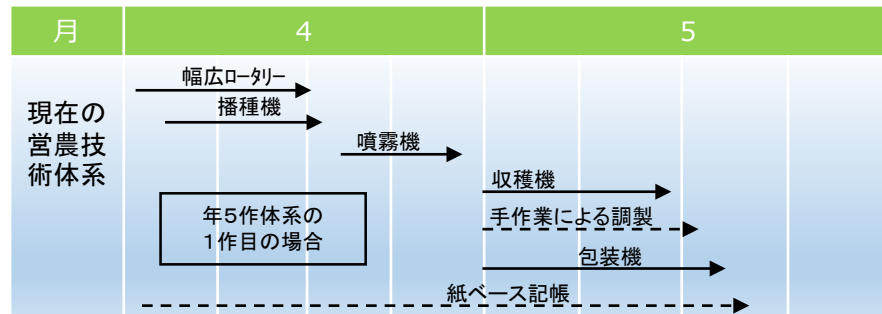 月 4 5
幅広ロータリー
播種機
現在の
営農技
術体系
噴霧機
収穫機
年5作体系の
1作目の場合
手作業による調製
包装機
紙ベース記帳